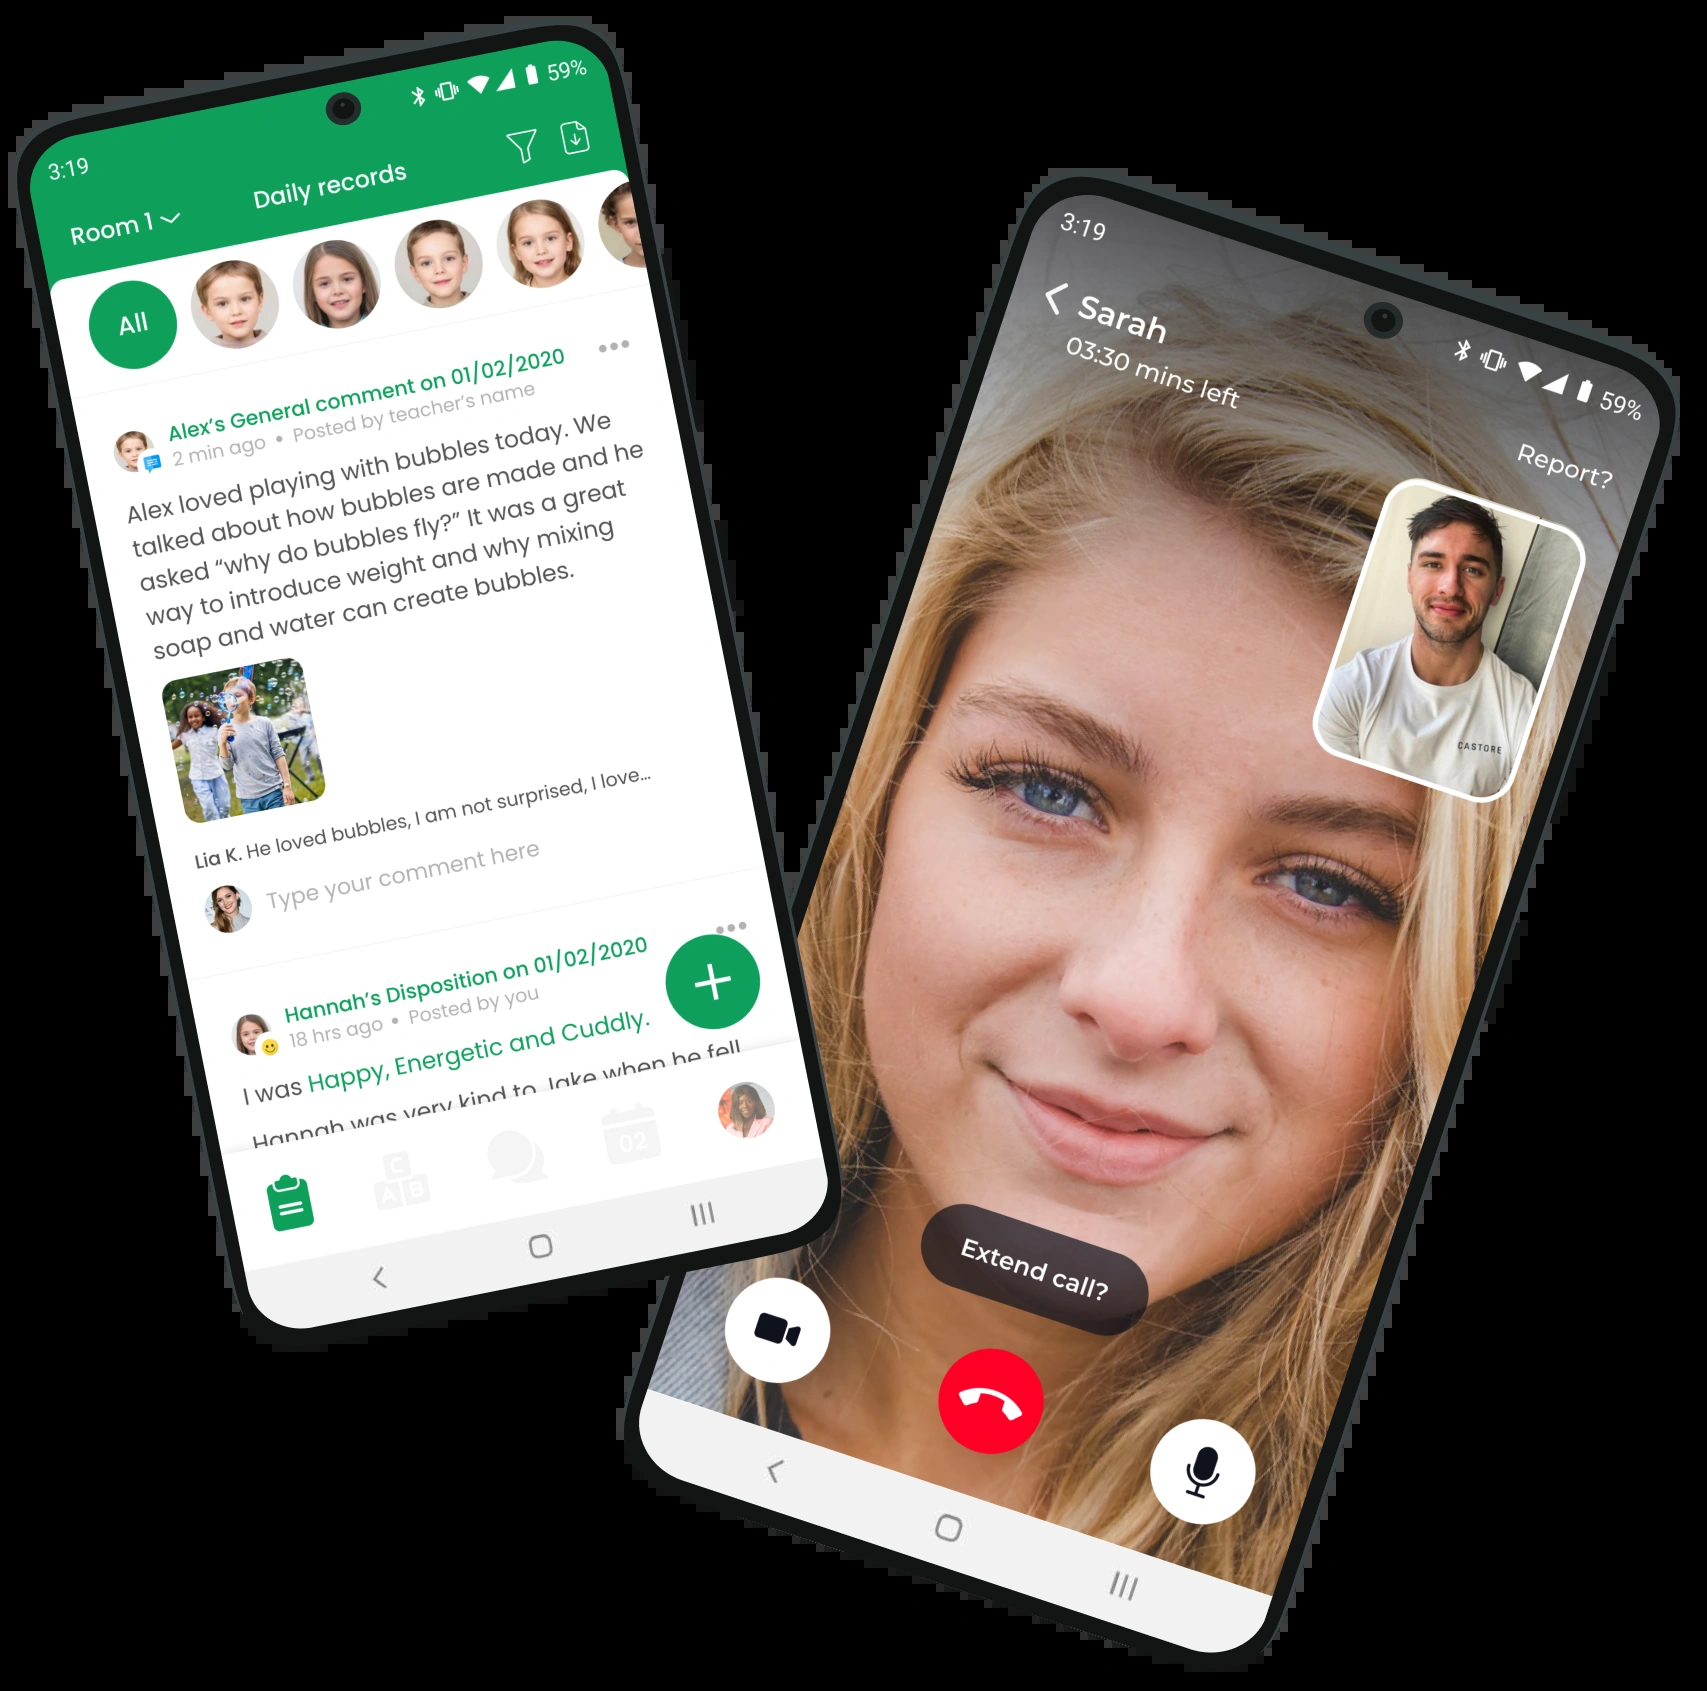 3:19
59%
Room 1
Daily records
All
Alex's General comment on 01/02/2020
2 min ago • Posted by teacher's name
Alex loved playing with bubbles today. We
talked about how bubbles are made and he
asked “why do bubbles fly?” It was a great
way to introduce weight and why mixing
soap and water can create bubbles.
Lia K. He loved bubbles, I am not surprised, I love...
Type your comment here
Hannah's Disposition on 01/02/2020
18 hrs ago • Posted by you
I was Happy, Energetic and Cuddly.
Hannah was very kind to Jake when he fell
C
A B
02
3:19
59%
Sarah
03:30 mins left
Report?
CASTORE
Extend call?